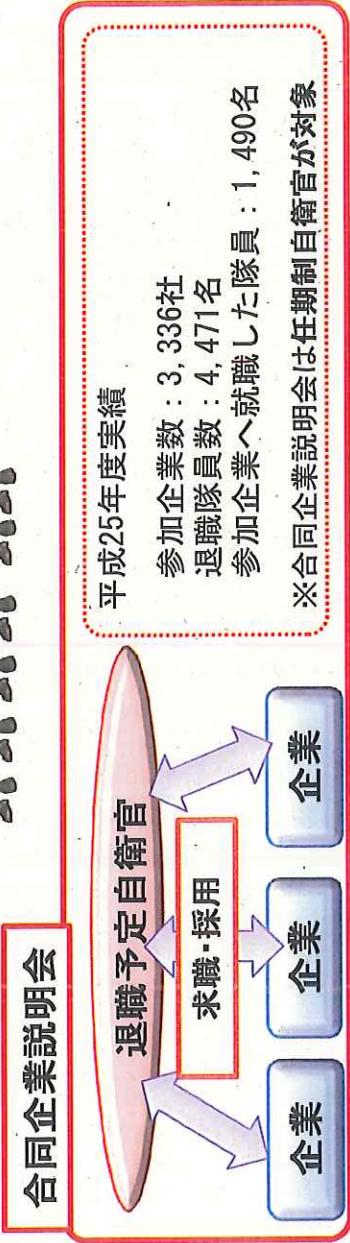 合同企業説明会
退職予定自衛官
求職・採用
企業
企業
企業
平成25年度実績
参加企業数：3,336社
退職隊員数：4,471名
参加企業へ就職した隊員：1,490名
※合同企業説明会は任期制自衛官が対象